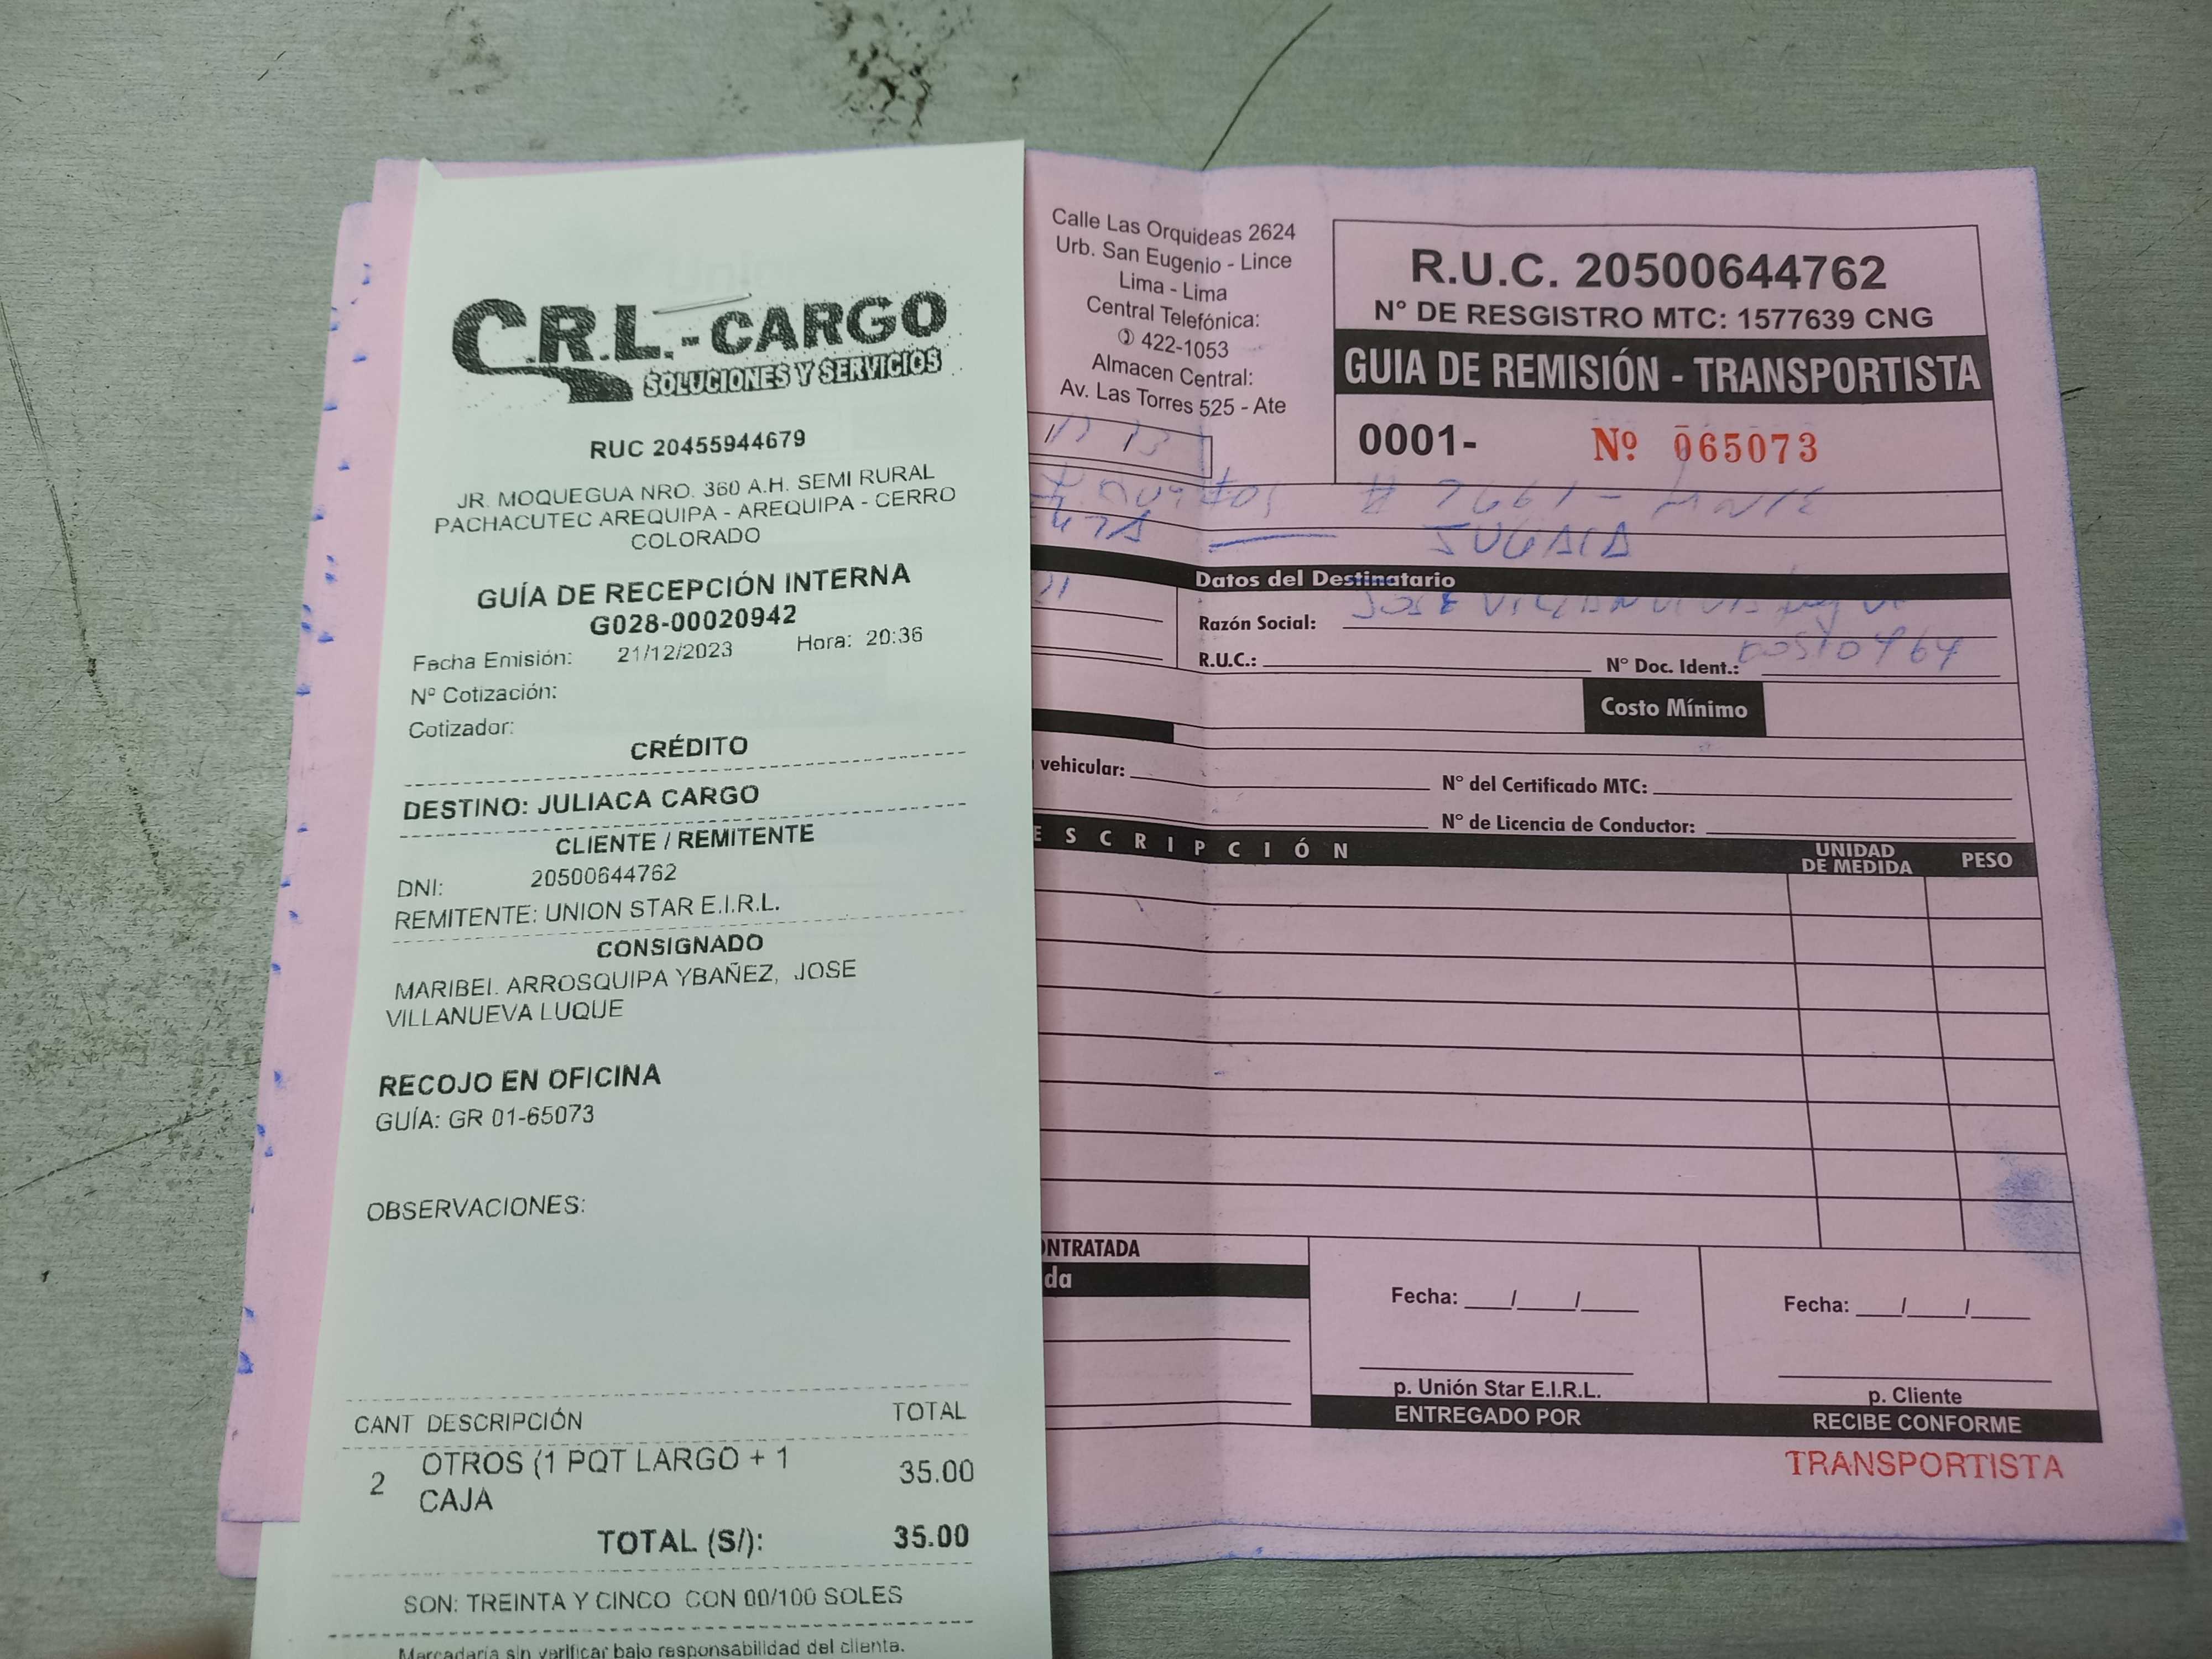 C.R.L.-CARGO
SOLUCIONES Y SERVICIOS
RUC 20455944679
JR. MOQUEGUA NRO. 360 A.H. SEMI RURAL
PACHACUTEC AREQUIPA - AREQUIPA - CERRO
COLORADO
GUÍA DE RECEPCIÓN INTERNA
G028-00020942
Fecha Emisión: 21/12/2023 Hora: 20:36
Nº Cotización:
Cotizador:
CRÉDITO
DESTINO: JULIACA CARGO
CLIENTE / REMITENTE
DNI: 20500644762
REMITENTE: UNION STAR E.I.R.L.
CONSIGNADO
MARIBEL ARROSQUIPA YBAÑEZ, JOSE
VILLANUEVA LUQUE
RECOJO EN OFICINA
GUÍA: GR 01-65073
OBSERVACIONES:
CANT DESCRIPCIÓN TOTAL
2 OTROS (1 PQT LARGO + 1 35.00
CAJA
TOTAL (S/): 35.00
SON: TREINTA Y CINCO CON 00/100 SOLES
Mercadería sin verificar bajo responsabilidad del cliente.
Calle Las Orquideas 2624
Urb. San Eugenio - Lince
Lima - Lima
Central Telefónica:
422-1053
Almacen Central:
Av. Las Torres 525 - Ate
R.U.C. 20500644762
N° DE RESGISTRO MTC: 1577639 CNG
GUIA DE REMISIÓN - TRANSPORTISTA
0001- Nº 065073
Datos del Destinatario
Razón Social: JOSE
R.U.C.: N° Doc. Ident.:
Costo Mínimo
vehicular: N° del Certificado MTC:
N° de Licencia de Conductor:
ESCRIPCIÓN UNIDAD DE MEDIDA PESO
ONTRATADA
da
Fecha: / /
p. Unión Star E.I.R.L.
ENTREGADO POR
Fecha: / /
p. Cliente
RECIBE CONFORME
TRANSPORTISTA